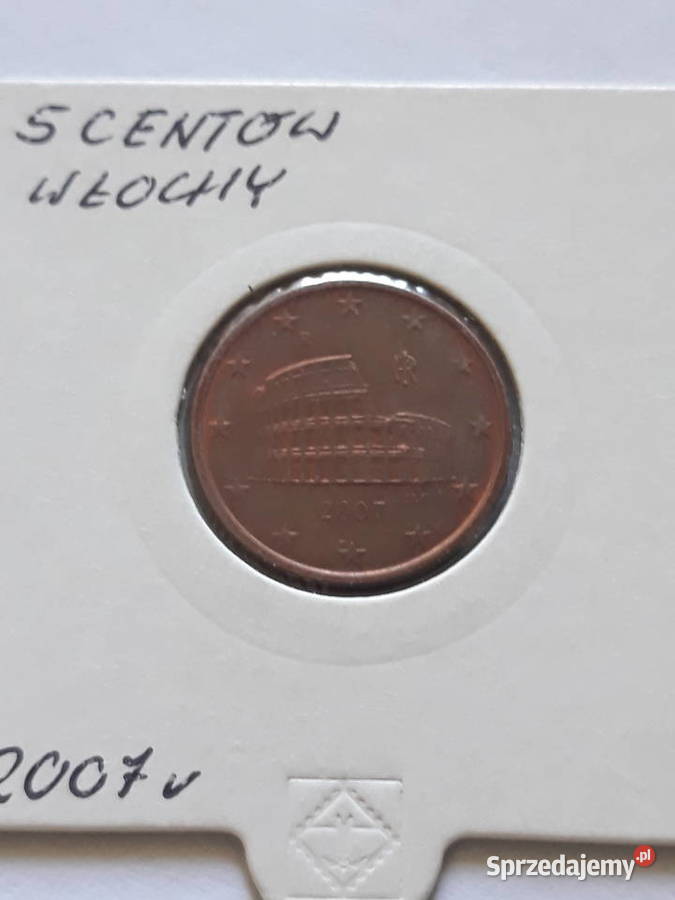 5 CENTÓW
WŁOCHY
R
2007
2007 r
Sprzedajemy.pl